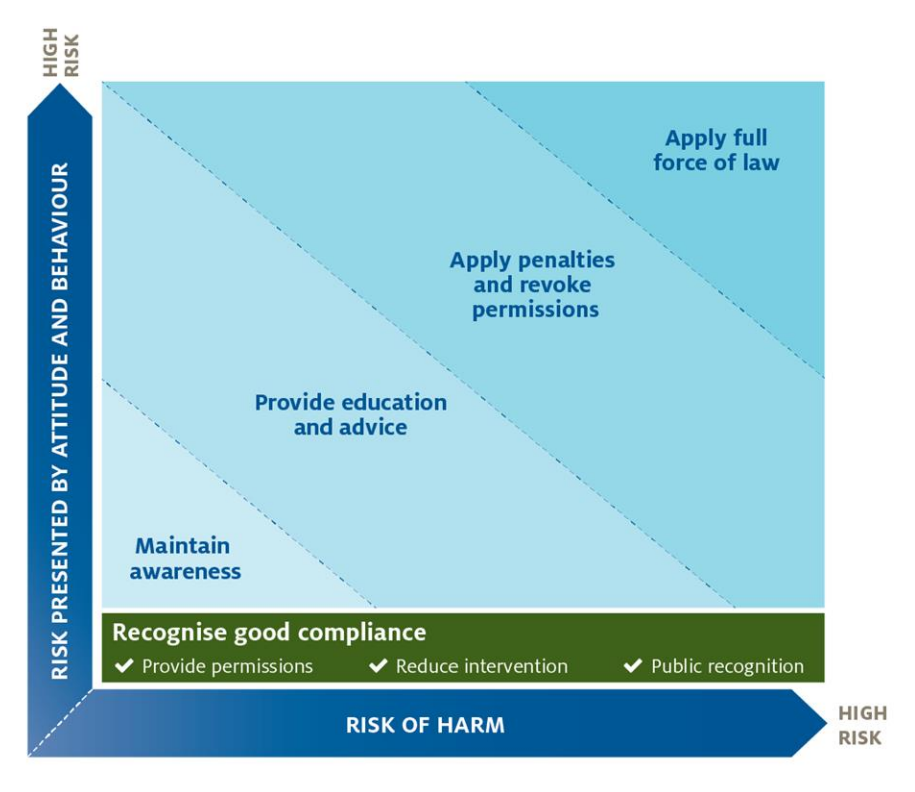 HIGH
RISK
RISK PRESENTED BY ATTITUDE AND BEHAVIOUR
Apply full
force of law
Apply penalties
and revoke
permissions
Provide education
and advice
Maintain
awareness
Recognise good compliance
✔ Provide permissions ✔ Reduce intervention ✔ Public recognition
RISK OF HARM
HIGH
RISK